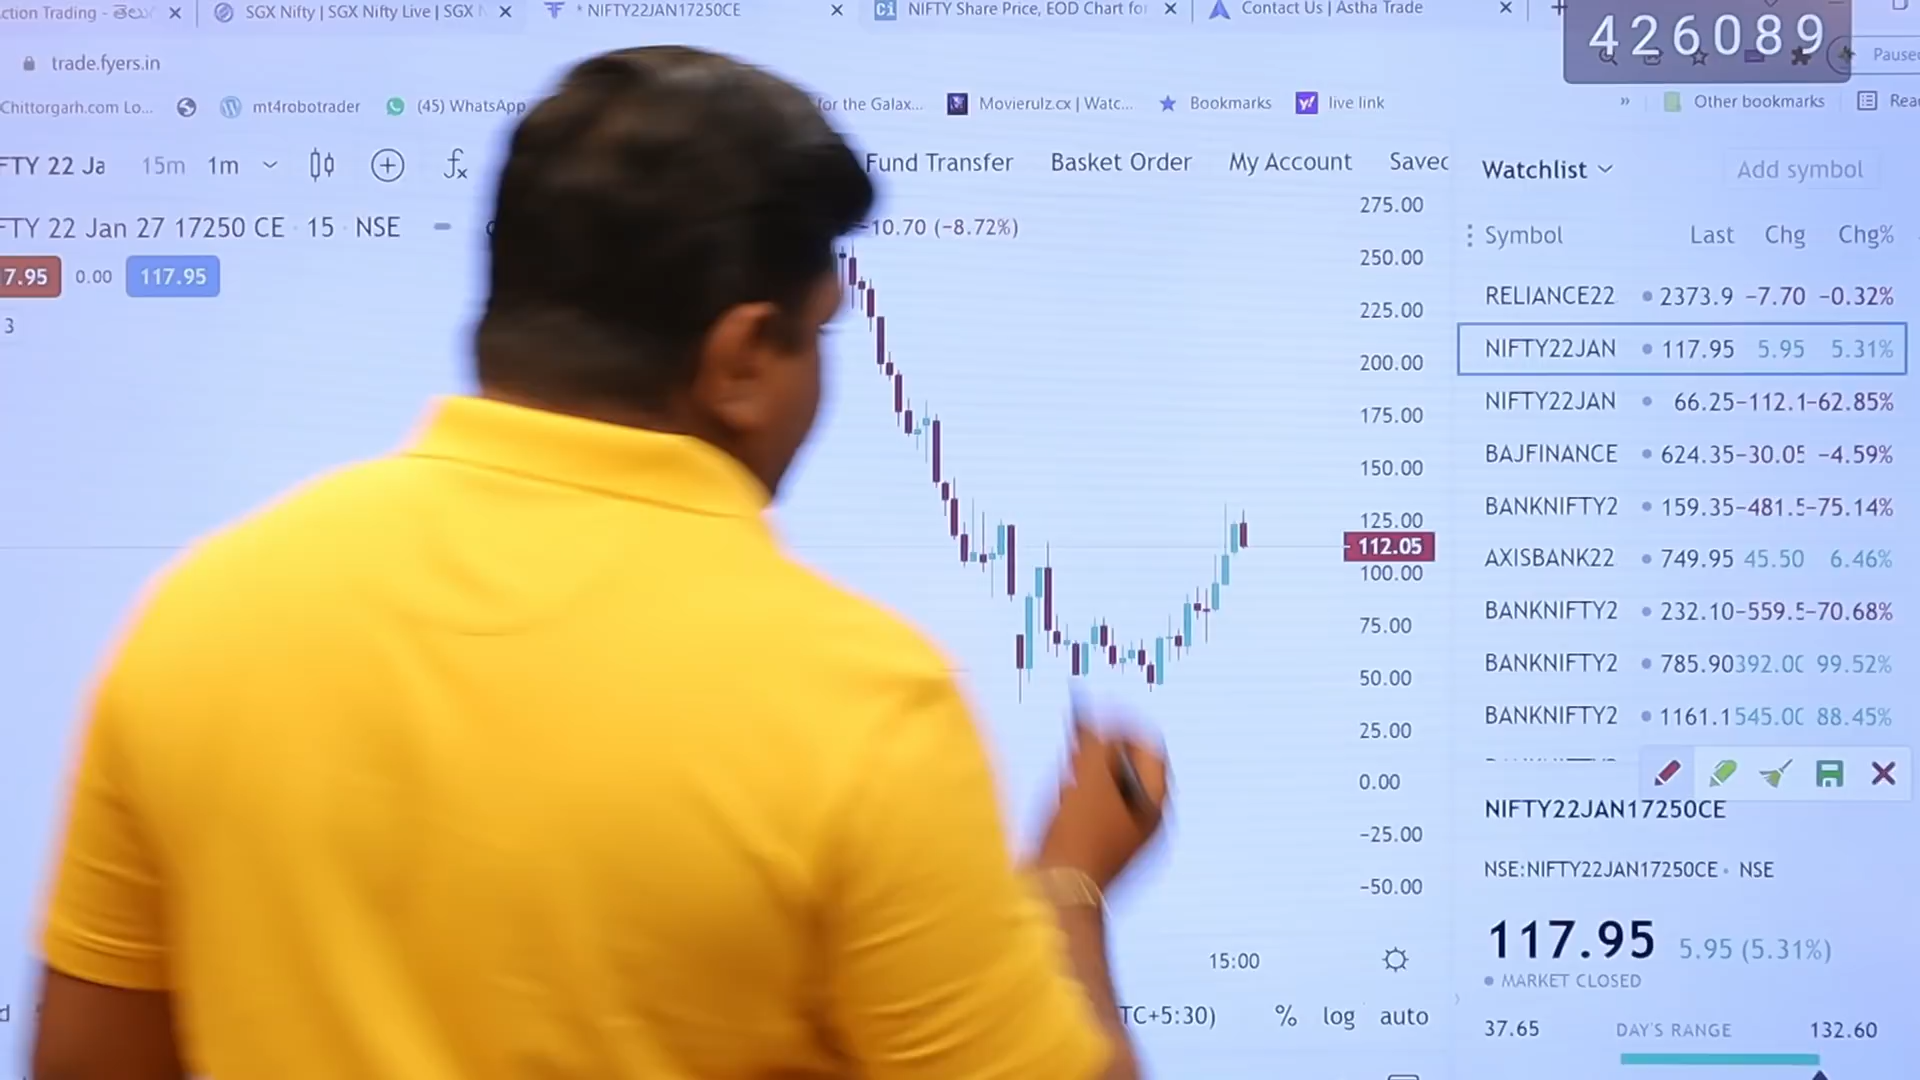 ction Trading - తెలు
SGX Nifty | SGX Nifty Live | SGX N
* NIFTY22JAN17250CE
Ci NIFTY Share Price, EOD Chart for
Contact Us | Astha Trade
426089
trade.fyers.in
Paused
Chittorgarh.com Lo...
mt4robotrader
(45) WhatsApp
for the Galax...
Movierulz.cx | Watc...
Bookmarks
live link
Other bookmarks
Rea
FTY 22 Ja
15m
1m
Fund Transfer
Basket Order
My Account
Saved
Watchlist
Add symbol
FTY 22 Jan 27 17250 CE · 15 · NSE
-10.70 (-8.72%)
7.95
0.00
117.95
3
275.00
250.00
225.00
200.00
175.00
150.00
125.00
112.05
100.00
75.00
50.00
25.00
0.00
-25.00
-50.00
15:00
TC+5:30)
%
log
auto
Symbol Last Chg Chg%
RELIANCE22 2373.9 -7.70 -0.32%
NIFTY22JAN 117.95 5.95 5.31%
NIFTY22JAN 66.25 -112.1 -62.85%
BAJFINANCE 624.35 -30.05 -4.59%
BANKNIFTY2 159.35 -481.5 -75.14%
AXISBANK22 749.95 45.50 6.46%
BANKNIFTY2 232.10 -559.5 -70.68%
BANKNIFTY2 785.90 392.00 99.52%
BANKNIFTY2 1161.1 545.00 88.45%
NIFTY22JAN17250CE
NSE:NIFTY22JAN17250CE · NSE
117.95 5.95 (5.31%)
MARKET CLOSED
37.65 DAY'S RANGE 132.60